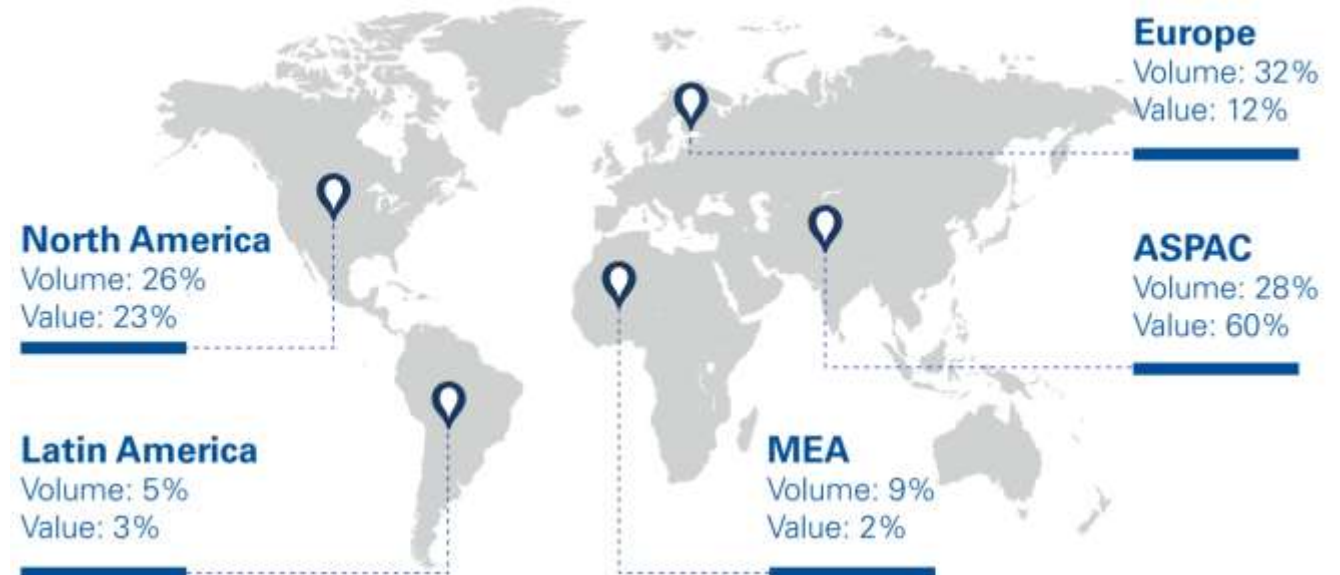 Europe
Volume: 32%
Value: 12%
North America
Volume: 26%
Value: 23%
ASPAC
Volume: 28%
Value: 60%
Latin America
Volume: 5%
Value: 3%
MEA
Volume: 9%
Value: 2%